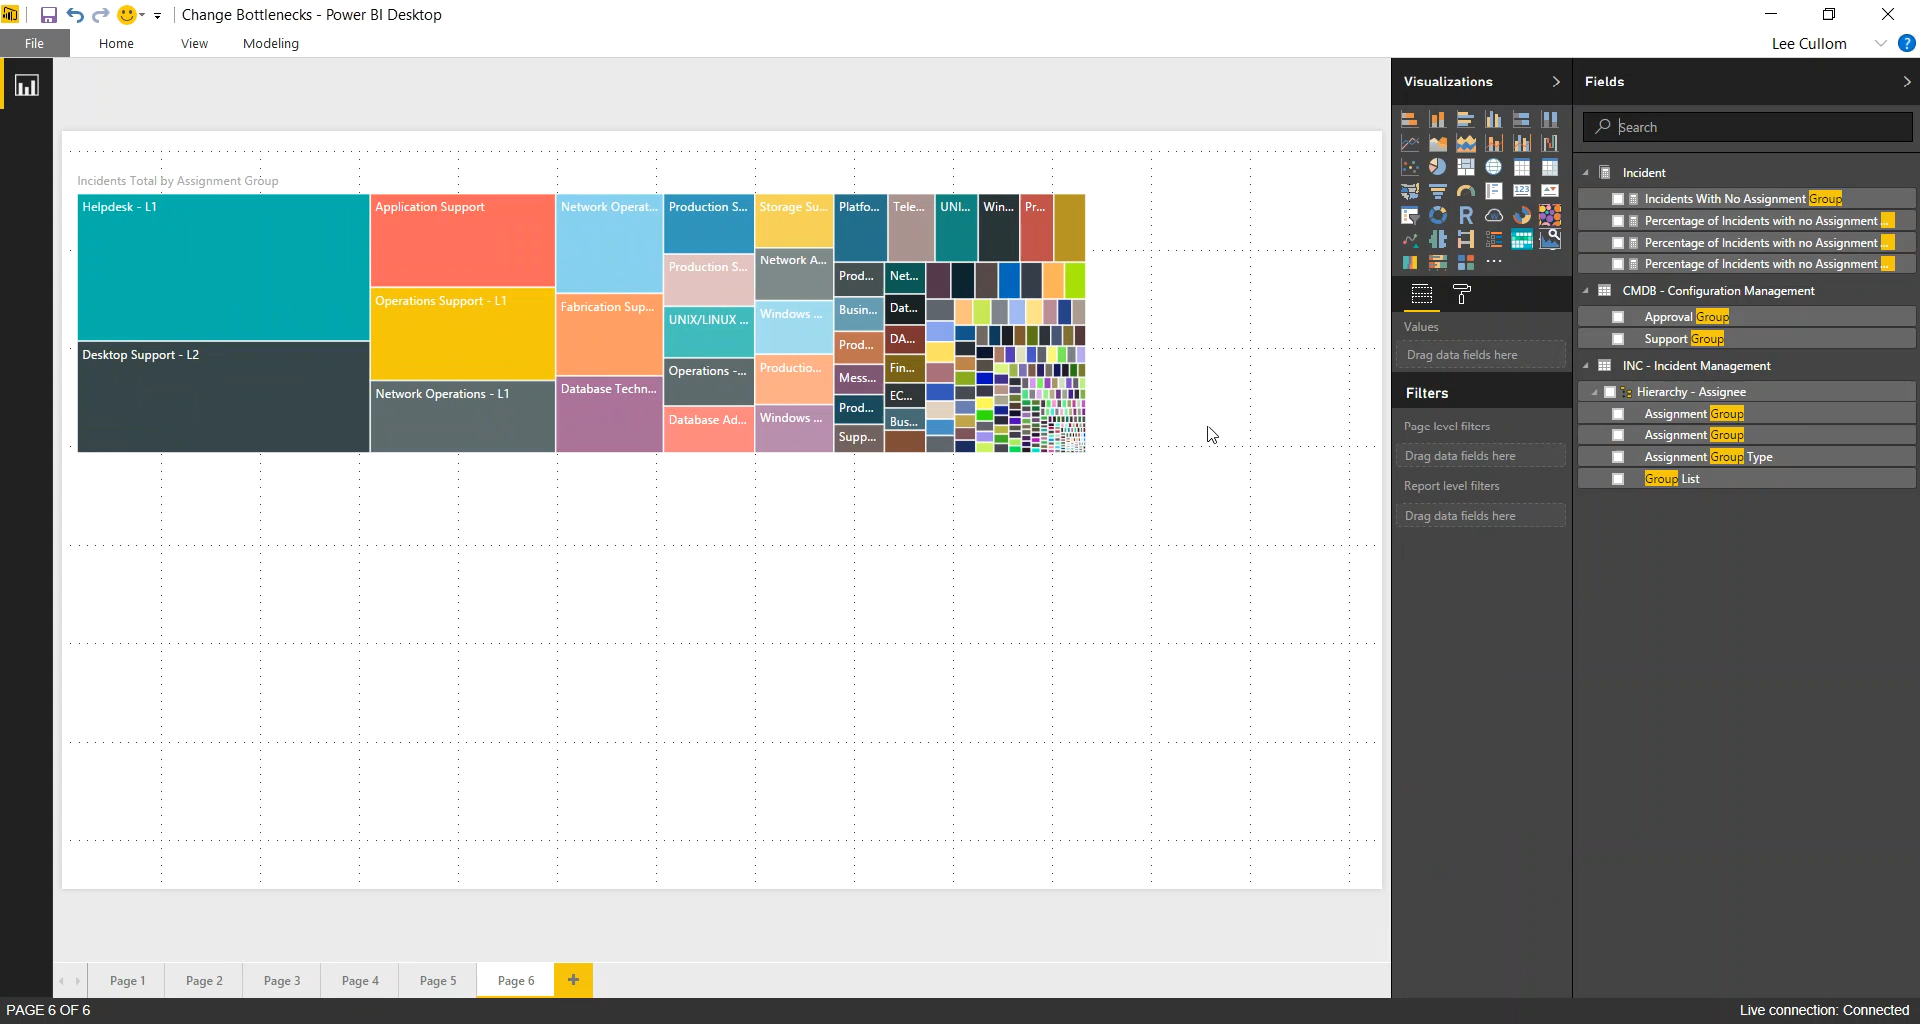 Change Bottlenecks - Power BI Desktop
File Home View Modeling
Lee Cullom
?
Incidents Total by Assignment Group
Helpdesk - L1
Desktop Support - L2
Application Support
Operations Support - L1
Network Operations - L1
Network Operat...
Fabrication Sup...
Database Techn...
Production S...
Production S...
UNIX/LINUX ...
Operations -...
Database Ad...
Storage Su...
Network A...
Windows ...
Productio...
Windows ...
Platfo...
Tele...
UNI...
Win...
Pr...
Prod...
Busin...
Prod...
Mess...
Prod...
Supp...
Net...
Dat...
DA...
Fin...
EC...
Bus...
Visualizations
R
123
...
Values
Drag data fields here
Filters
Page level filters
Drag data fields here
Report level filters
Drag data fields here
Fields
Search
Incident
Incidents With No Assignment Group
Percentage of Incidents with no Assignment ...
Percentage of Incidents with no Assignment ...
Percentage of Incidents with no Assignment ...
CMDB - Configuration Management
Approval Group
Support Group
INC - Incident Management
Hierarchy - Assignee
Assignment Group
Assignment Group
Assignment Group Type
Group List
Page 1 Page 2 Page 3 Page 4 Page 5 Page 6 +
PAGE 6 OF 6
Live connection: Connected